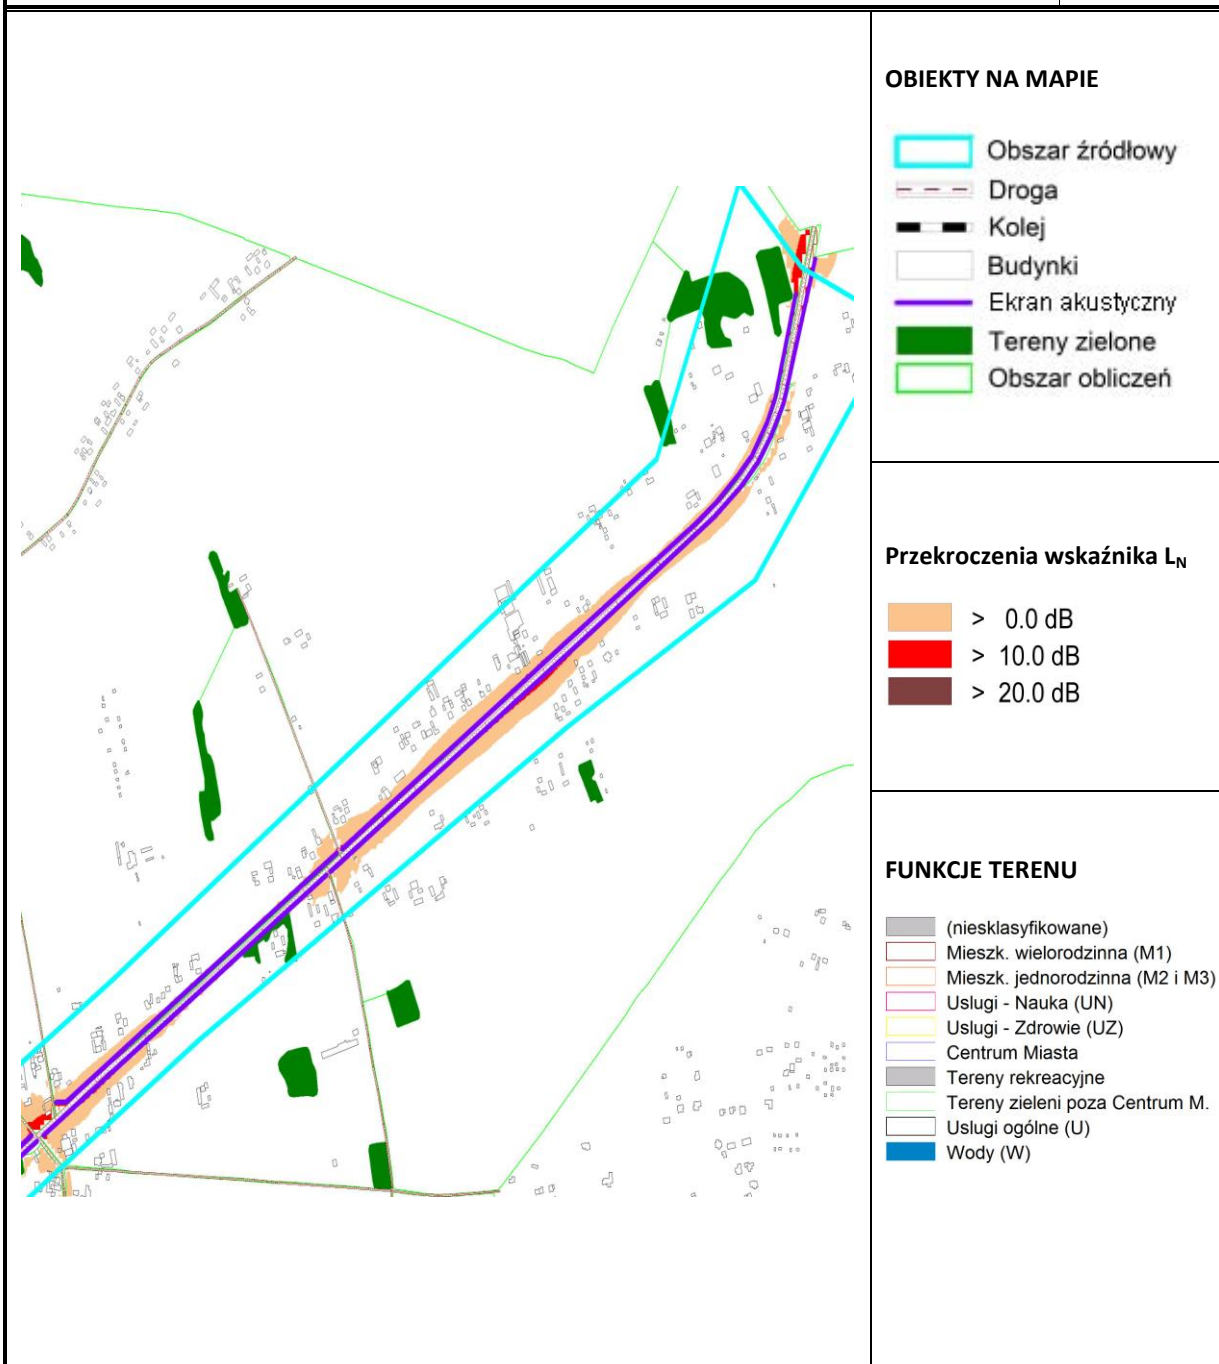 OBIEKTY NA MAPIE
Obszar źródłowy
Droga
Kolej
Budynki
Ekran akustyczny
Tereny zielone
Obszar obliczeń
Przekroczenia wskaźnika LN
> 0.0 dB
> 10.0 dB
> 20.0 dB
FUNKCJE TERENU
(niesklasyfikowane)
Mieszk. wielorodzinna (M1)
Mieszk. jednorodzinna (M2 i M3)
Uslugi - Nauka (UN)
Uslugi - Zdrowie (UZ)
Centrum Miasta
Tereny rekreacyjne
Tereny zieleni poza Centrum M.
Uslugi ogólne (U)
Wody (W)